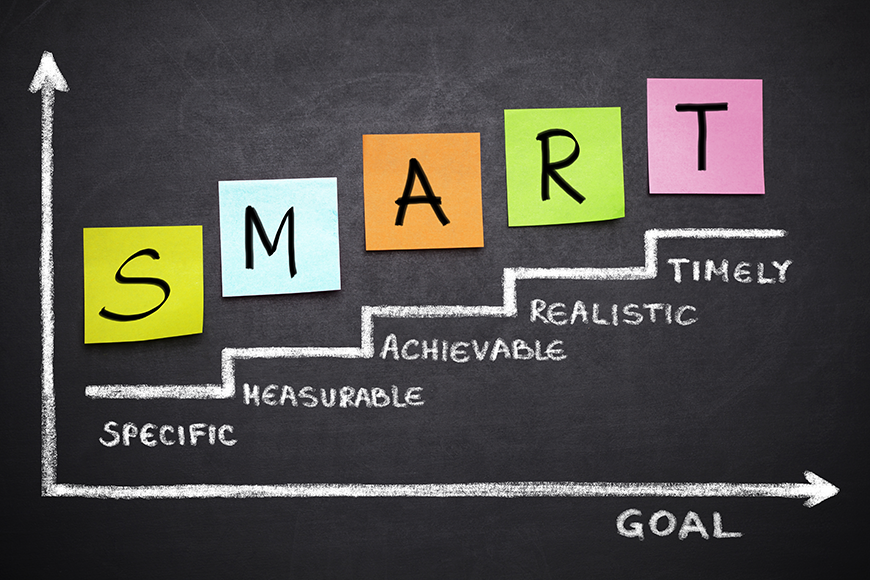 S M A R T
TIMELY
REALISTIC
ACHIEVABLE
MEASURABLE
SPECIFIC
GOAL